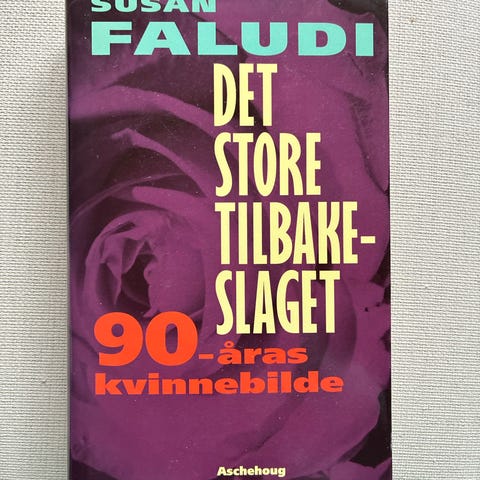 SUSAN
FALUDI
DET
STORE
TILBAKE-
SLAGET
90-åras
kvinnebilde
Aschehoug